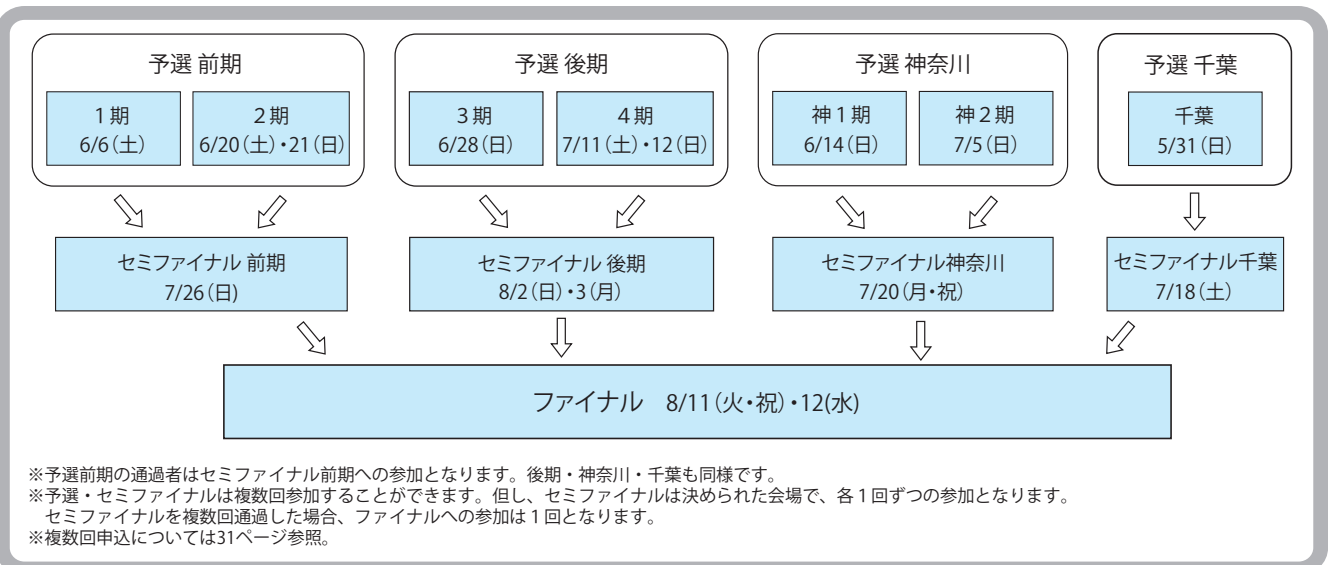 予選 前期
1期
6/6(土)
2期
6/20(土)・21(日)
予選 後期
3期
6/28(日)
4期
7/11(土)・12(日)
予選 神奈川
神1期
6/14(日)
神2期
7/5(日)
予選 千葉
千葉
5/31(日)
セミファイナル 前期
7/26(日)
セミファイナル 後期
8/2(日)・3(月)
セミファイナル神奈川
7/20(月・祝)
セミファイナル千葉
7/18(土)
ファイナル 8/11(火・祝)・12(水)
※予選前期の通過者はセミファイナル前期への参加となります。後期・神奈川・千葉も同様です。
※予選・セミファイナルは複数回参加することができます。但し、セミファイナルは決められた会場で、各1回ずつの参加となります。
セミファイナルを複数回通過した場合、ファイナルへの参加は1回となります。
※複数回申込については31ページ参照。